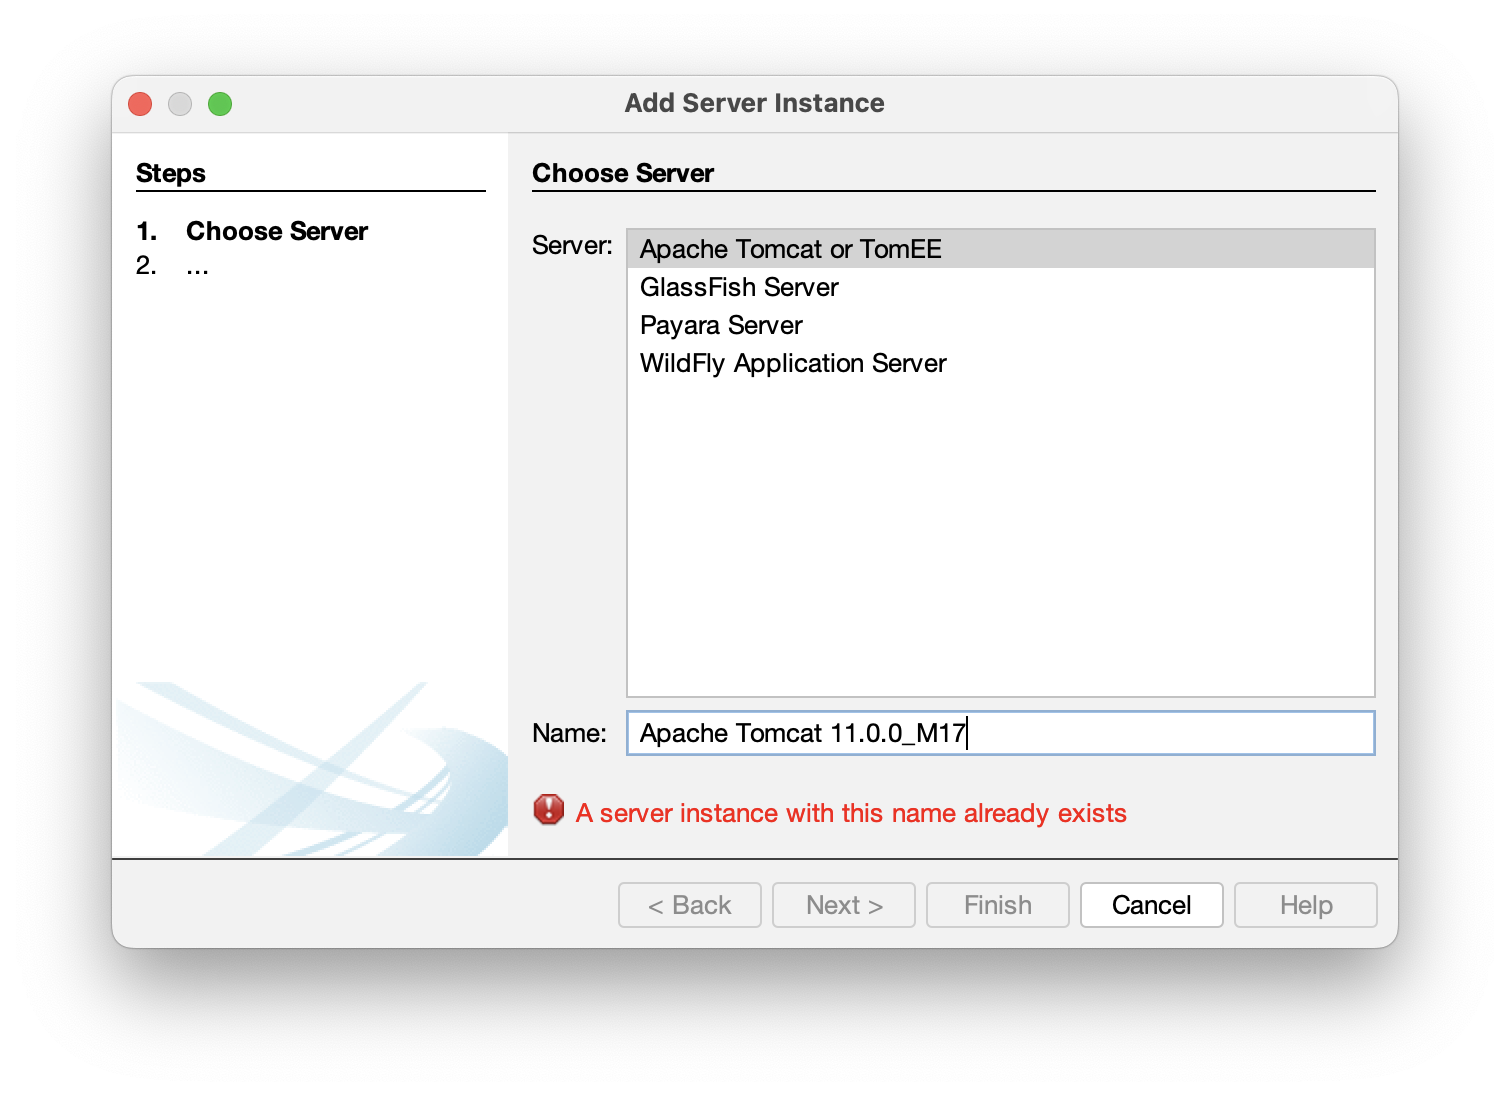 Add Server Instance
Steps
1. Choose Server
2. ...
Choose Server
Server:
Apache Tomcat or TomEE
GlassFish Server
Payara Server
WildFly Application Server
Name: Apache Tomcat 11.0.0_M17
A server instance with this name already exists
< Back Next > Finish Cancel Help